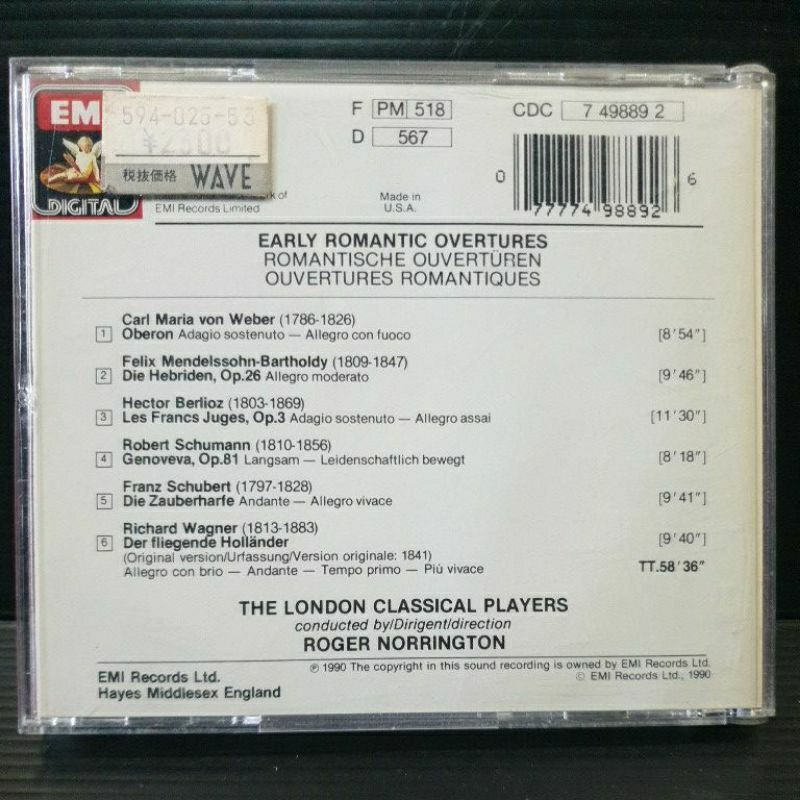 EMI
DIGITAL
594-025-53
¥2300
税抜価格 WAVE
EMI Records Limited
F PM 518
D 567
Made in
U.S.A.
CDC 7 49889 2
0 77774 98892 6
EARLY ROMANTIC OVERTURES
ROMANTISCHE OUVERTÜREN
OUVERTURES ROMANTIQUES
Carl Maria von Weber (1786-1826)
1 Oberon Adagio sostenuto — Allegro con fuoco [8'54"]
Felix Mendelssohn-Bartholdy (1809-1847)
2 Die Hebriden, Op.26 Allegro moderato [9'46"]
Hector Berlioz (1803-1869)
3 Les Francs Juges, Op.3 Adagio sostenuto — Allegro assai [11'30"]
Robert Schumann (1810-1856)
4 Genoveva, Op.81 Langsam — Leidenschaftlich bewegt [8'18"]
Franz Schubert (1797-1828)
5 Die Zauberharfe Andante — Allegro vivace [9'41"]
Richard Wagner (1813-1883)
6 Der fliegende Holländer [9'40"]
(Original version/Urfassung/Version originale: 1841)
Allegro con brio — Andante — Tempo primo — Più vivace TT.58'36"
THE LONDON CLASSICAL PLAYERS
conducted by/Dirigent/direction
ROGER NORRINGTON
℗ 1990 The copyright in this sound recording is owned by EMI Records Ltd.
© EMI Records Ltd., 1990
EMI Records Ltd.
Hayes Middlesex England